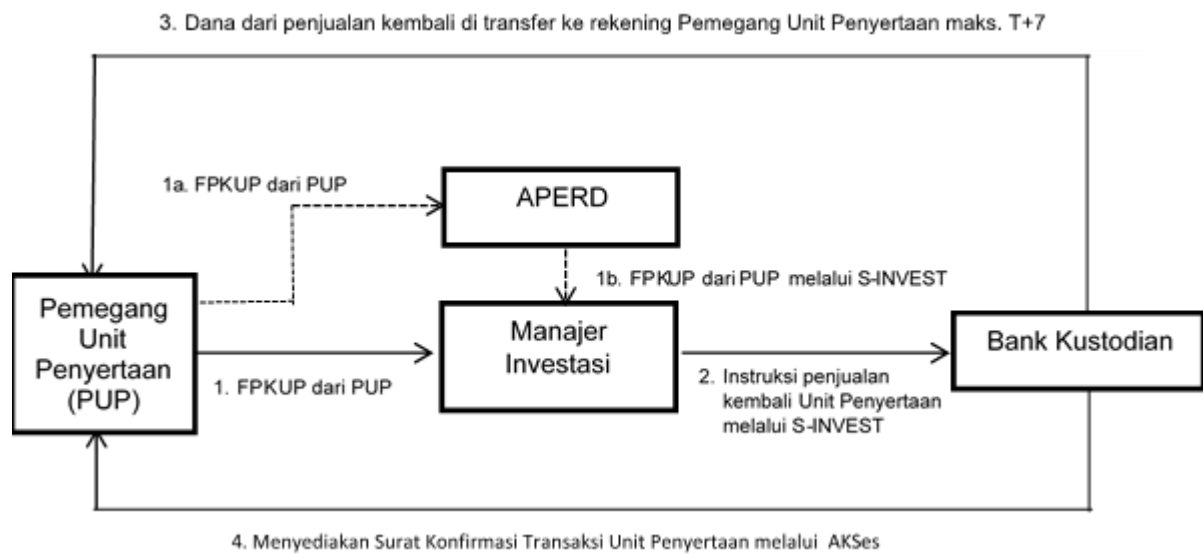 3. Dana dari penjualan kembali di transfer ke rekening Pemegang Unit Penyertaan maks. T+7
1a. FPKUP dari PUP
APERD
1b. FPKUP dari PUP melalui S-INVEST
Pemegang
Unit
Penyertaan
(PUP)
1. FPKUP dari PUP
Manajer
Investasi
2. Instruksi penjualan
kembali Unit Penyertaan
melalui S-INVEST
Bank Kustodian
4. Menyediakan Surat Konfirmasi Transaksi Unit Penyertaan melalui AKSes